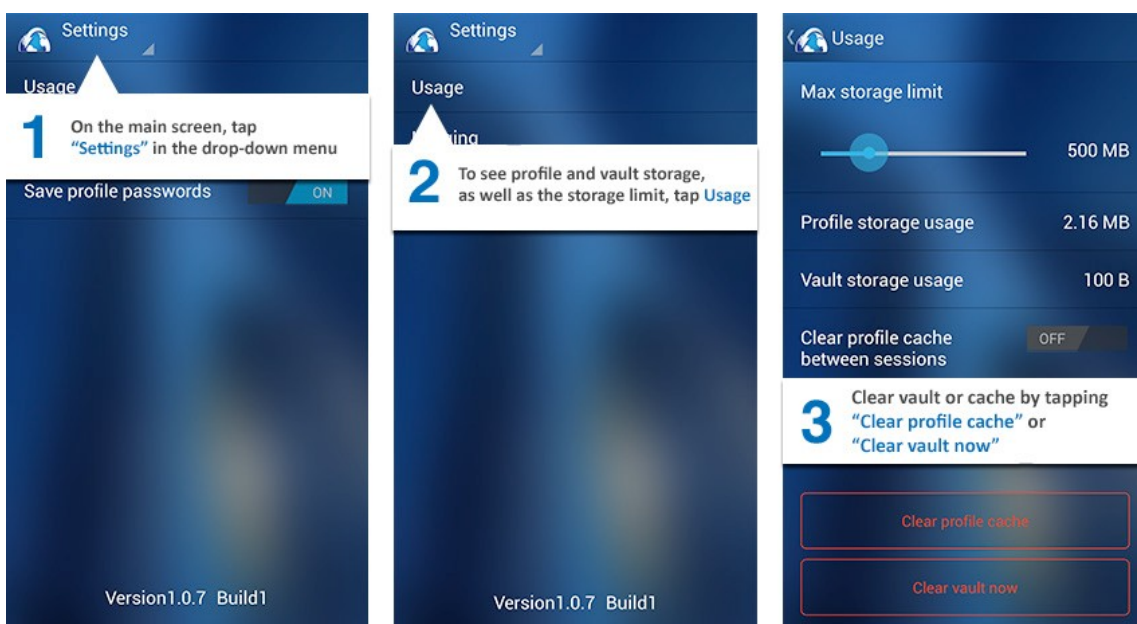 Settings
Usage
1
On the main screen, tap
“Settings” in the drop-down menu
Save profile passwords ON
Version1.0.7 Build1
Settings
Usage
2
To see profile and vault storage,
as well as the storage limit, tap Usage
Version1.0.7 Build1
Usage
Max storage limit
500 MB
Profile storage usage 2.16 MB
Vault storage usage 100 B
Clear profile cache
between sessions
OFF
3
Clear vault or cache by tapping
“Clear profile cache” or
“Clear vault now”
Clear profile cache
Clear vault now